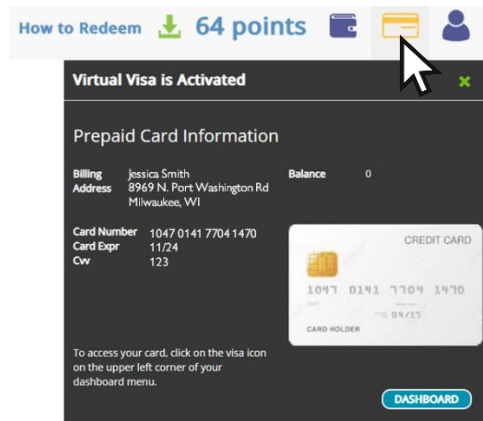 How to Redeem 64 points
Virtual Visa is Activated
Prepaid Card Information
Billing Address Jessica Smith
8969 N. Port Washington Rd
Milwaukee, WI
Balance 0
Card Number 1047 0141 7704 1470
Card Expr 11/24
Cvv 123
CREDIT CARD
1047 0141 7704 1470
04/17
CARD HOLDER
To access your card, click on the visa icon
on the upper left corner of your
dashboard menu.
DASHBOARD